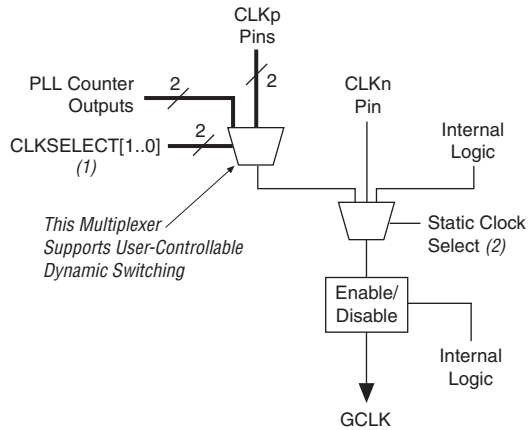 CLKp
Pins
PLL Counter
Outputs
2
2
CLKn
Pin
CLKSELECT[1..0]
(1)
2
Internal
Logic
This Multiplexer
Supports User-Controllable
Dynamic Switching
Static Clock
Select (2)
Enable/
Disable
Internal
Logic
GCLK